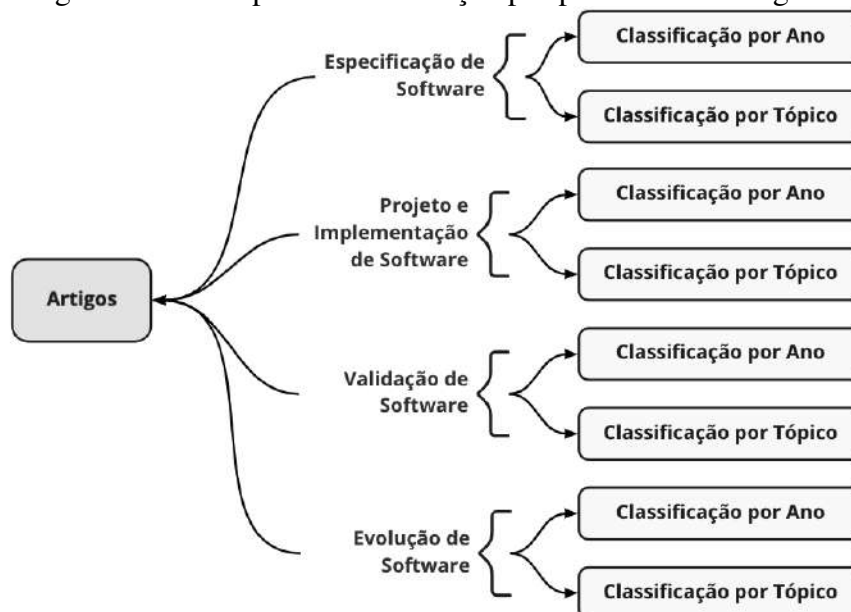 Classificação por Ano
Especificação de
Software
Classificação por Tópico
Classificação por Ano
Projeto e
Implementação
de Software
Classificação por Tópico
Artigos
Classificação por Ano
Validação de
Software
Classificação por Tópico
Classificação por Ano
Evolução de
Software
Classificação por Tópico